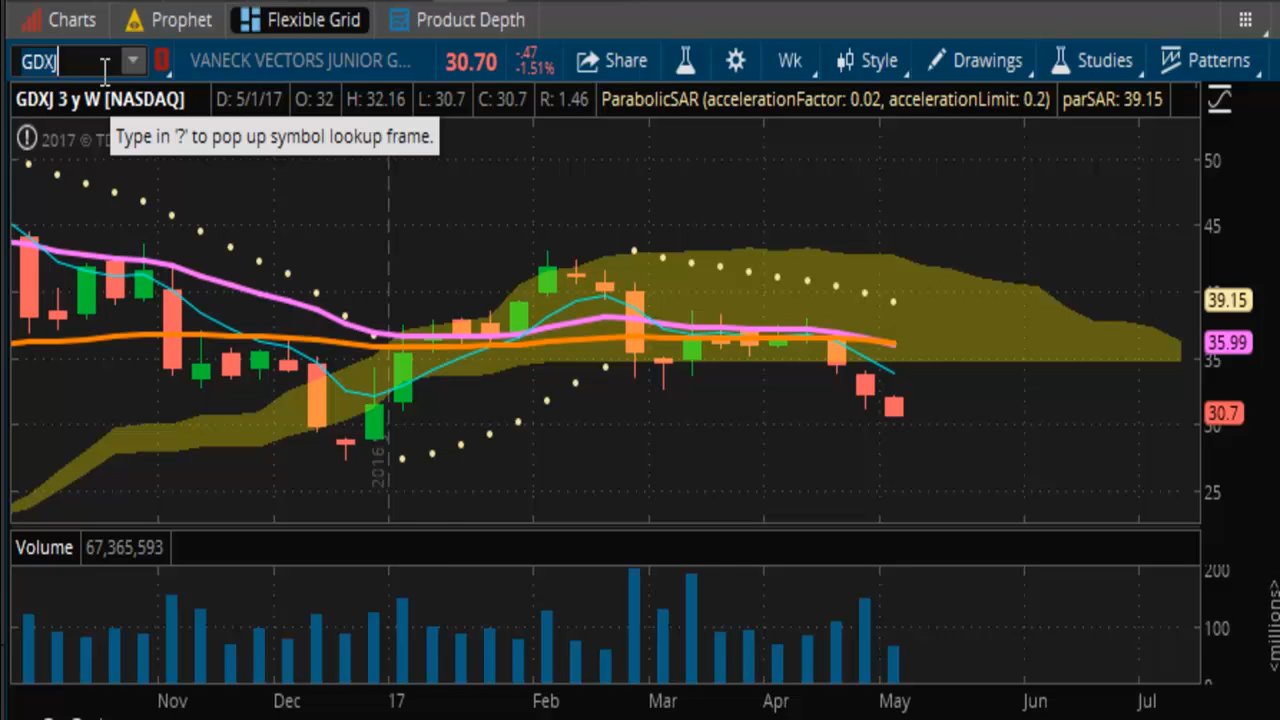 Charts Prophet Flexible Grid Product Depth
GDXJ VANECK VECTORS JUNIOR G... 30.70 -.47 -1.51% Share Wk Style Drawings Studies Patterns
GDXJ 3 y W [NASDAQ] D: 5/1/17 O: 32 H: 32.16 L: 30.7 C: 30.7 R: 1.46 ParabolicSAR (accelerationFactor: 0.02, accelerationLimit: 0.2) parSAR: 39.15
2017 ©
Type in '?' to pop up symbol lookup frame.
50
45
39.15
35.99
35
30.7
30
25
2016
Volume 67,365,593
200
100
<millions>
Nov Dec 17 Feb Mar Apr May Jun Jul